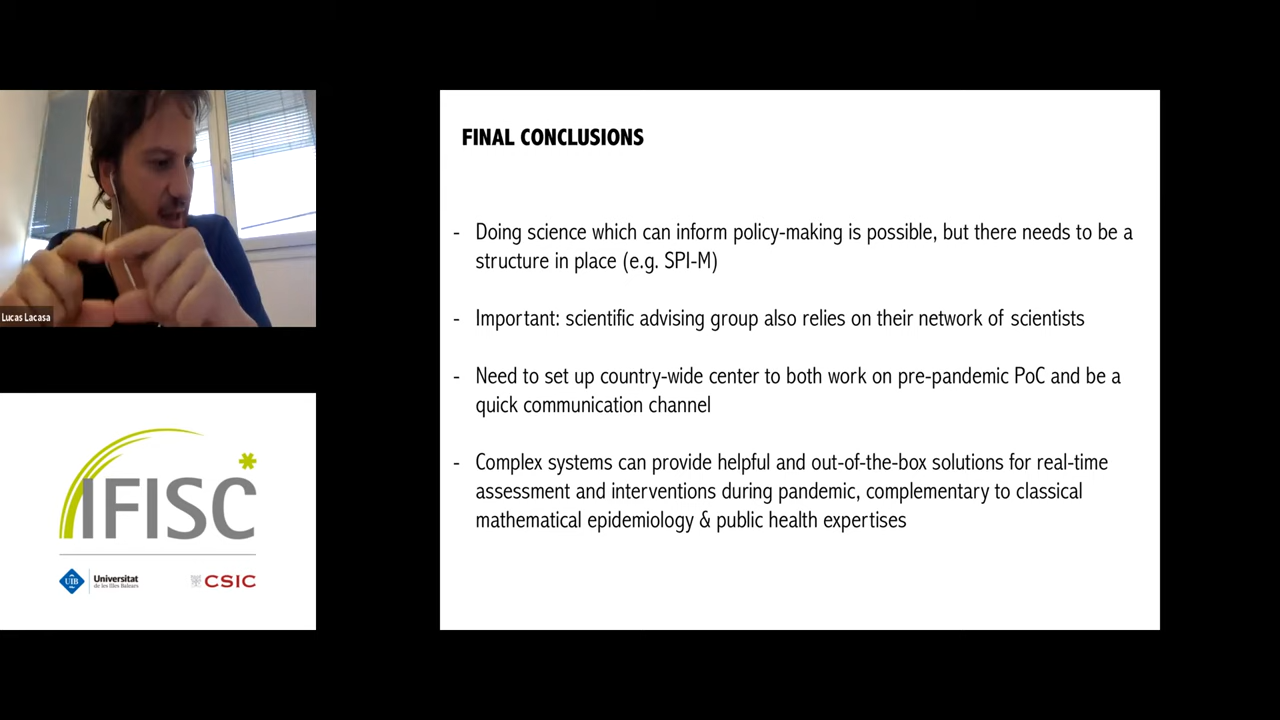 FINAL CONCLUSIONS
- Doing science which can inform policy-making is possible, but there needs to be a
structure in place (e.g. SPI-M)
- Important: scientific advising group also relies on their network of scientists
- Need to set up country-wide center to both work on pre-pandemic PoC and be a
quick communication channel
- Complex systems can provide helpful and out-of-the-box solutions for real-time
assessment and interventions during pandemic, complementary to classical
mathematical epidemiology & public health expertises
Lucas Lacasa
IFISC
UIB
Universitat
de les Illes Balears
CSIC